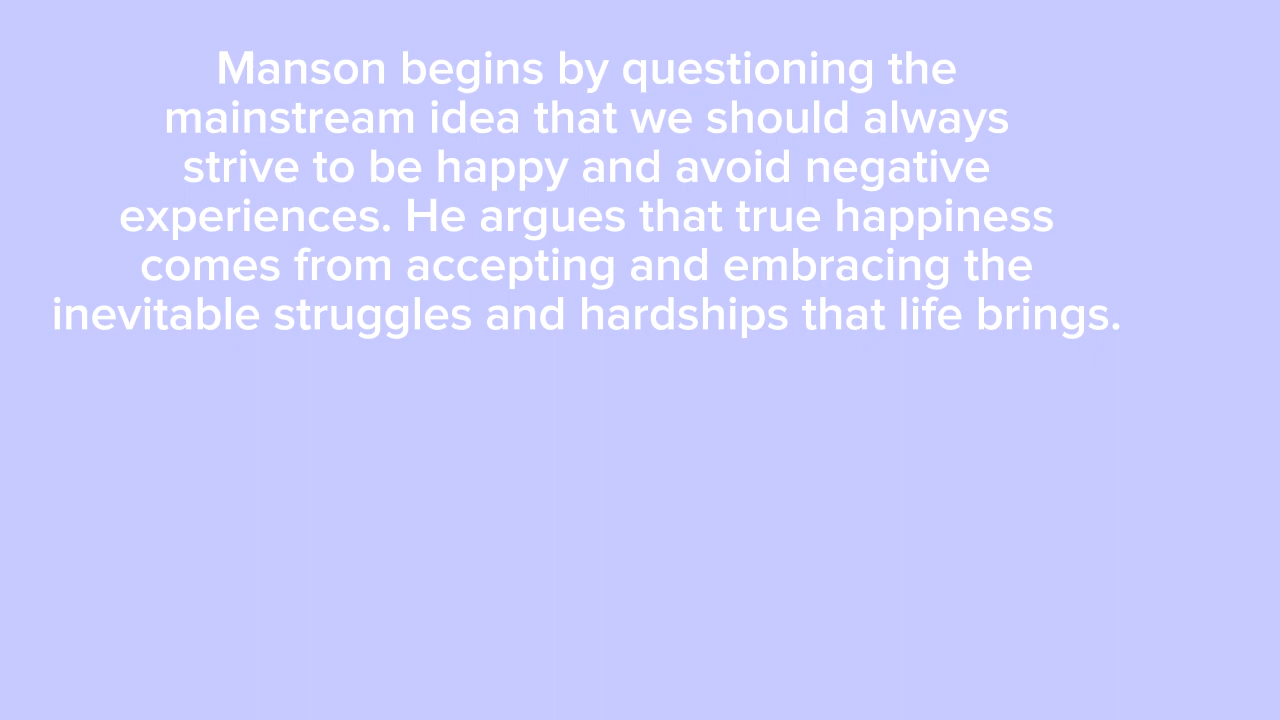 Manson begins by questioning the
mainstream idea that we should always
strive to be happy and avoid negative
experiences. He argues that true happiness
comes from accepting and embracing the
inevitable struggles and hardships that life brings.